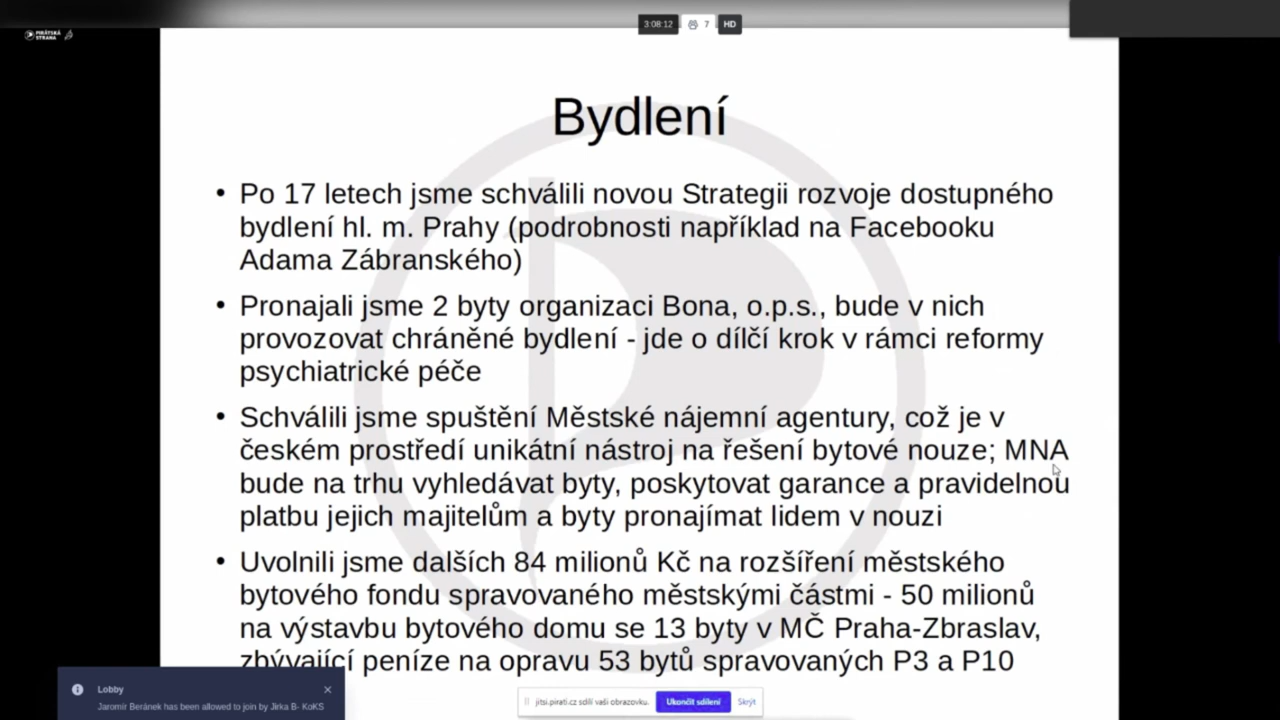 PIRÁTSKÁ
STRANA
3:08:12
7
HD
Bydlení
• Po 17 letech jsme schválili novou Strategii rozvoje dostupného
bydlení hl. m. Prahy (podrobnosti například na Facebooku
Adama Zábranského)
• Pronajali jsme 2 byty organizaci Bona, o.p.s., bude v nich
provozovat chráněné bydlení - jde o dílčí krok v rámci reformy
psychiatrické péče
• Schválili jsme spuštění Městské nájemní agentury, což je v
českém prostředí unikátní nástroj na řešení bytové nouze; MNA
bude na trhu vyhledávat byty, poskytovat garance a pravidelnou
platbu jejich majitelům a byty pronajímat lidem v nouzi
• Uvolnili jsme dalších 84 milionů Kč na rozšíření městského
bytového fondu spravovaného městskými částmi - 50 milionů
na výstavbu bytového domu se 13 byty v MČ Praha-Zbraslav,
zbývající peníze na opravu 53 bytů spravovaných P3 a P10
Lobby
Jaromír Beránek has been allowed to join by Jirka B- KoKS
jitsi.pirati.cz sdílí vaši obrazovku.
Ukončit sdílení
Skrýt